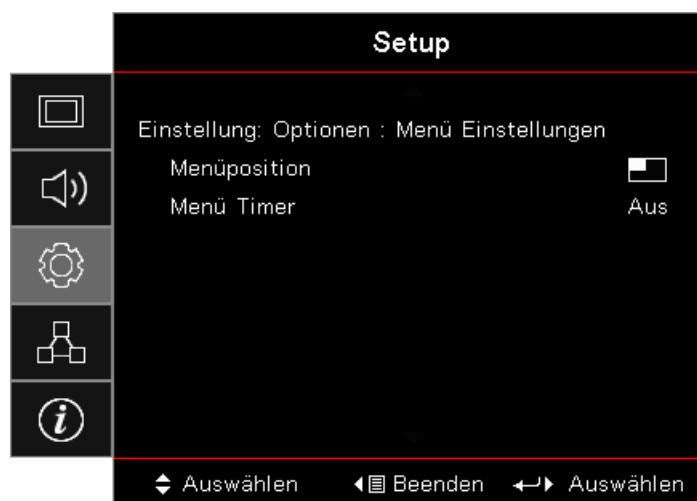 Setup
Einstellung: Optionen : Menü Einstellungen
Menüposition
Menü Timer Aus
Auswählen Beenden Auswählen